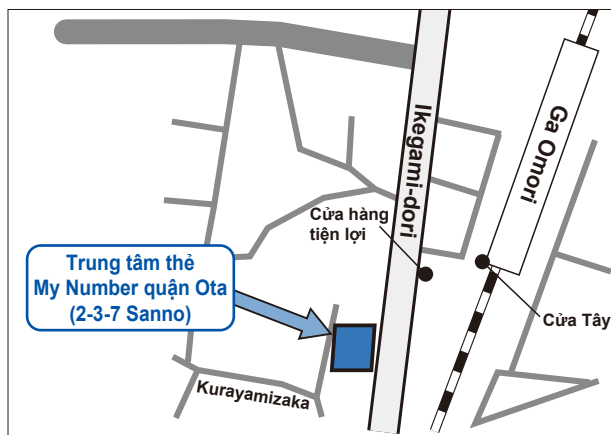 Ikegami-dori
Ga Omori
Cửa hàng
tiện lợi
Trung tâm thẻ
My Number quận Ota
(2-3-7 Sanno)
Cửa Tây
Kurayamizaka